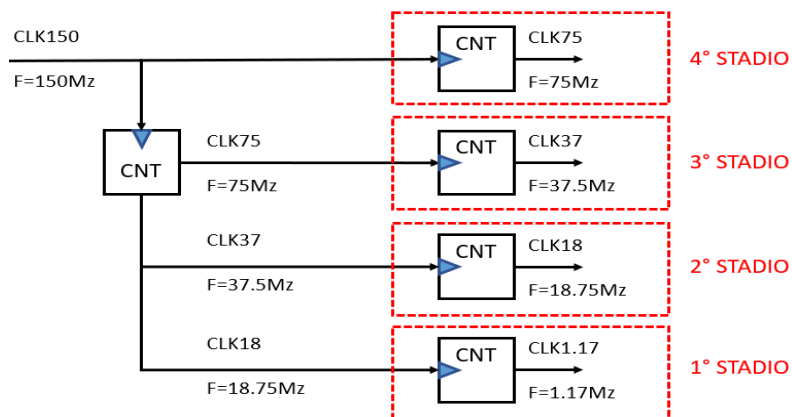 CLK150
F=150Mz
CNT
CLK75
F=75Mz
4° STADIO
CNT
CLK75
F=75Mz
CNT
CLK37
F=37.5Mz
3° STADIO
CLK37
F=37.5Mz
CNT
CLK18
F=18.75Mz
2° STADIO
CLK18
F=18.75Mz
CNT
CLK1.17
F=1.17Mz
1° STADIO